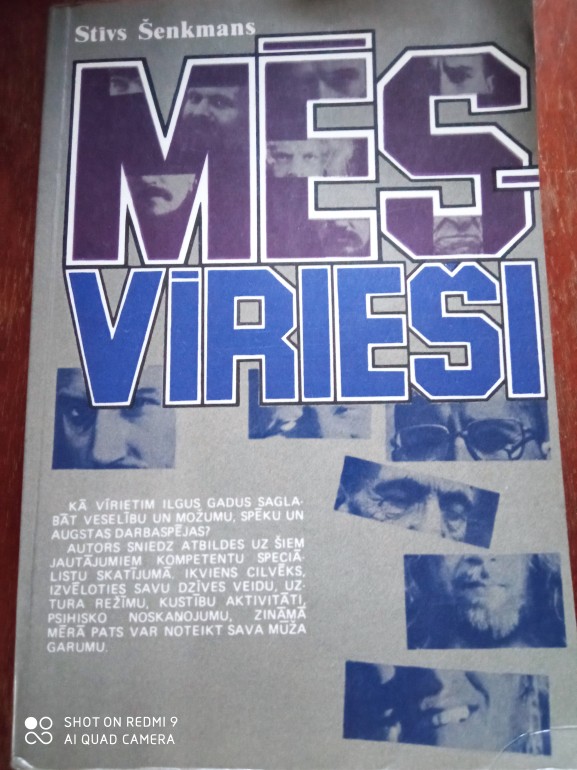 Stivs Šenkmans
MĒS-
VĪRIEŠI
KĀ VĪRIETIM ILGUS GADUS SAGLA-
BĀT VESELĪBU UN MOŽUMU, SPĒKU UN
AUGSTAS DARBASPĒJAS?
AUTORS SNIEDZ ATBILDES UZ ŠIEM
JAUTĀJUMIEM KOMPETENTU SPECIĀ-
LISTU SKATĪJUMĀ. IKVIENS CILVĒKS,
IZVĒLOTIES SAVU DZĪVES VEIDU, UZ-
TURA REŽĪMU, KUSTĪBU AKTIVITĀTI,
PSIHISKO NOSKAŅOJUMU, ZINĀMĀ
MĒRĀ PATS VAR NOTEIKT SAVA MŪŽA
GARUMU.
SHOT ON REDMI 9
AI QUAD CAMERA